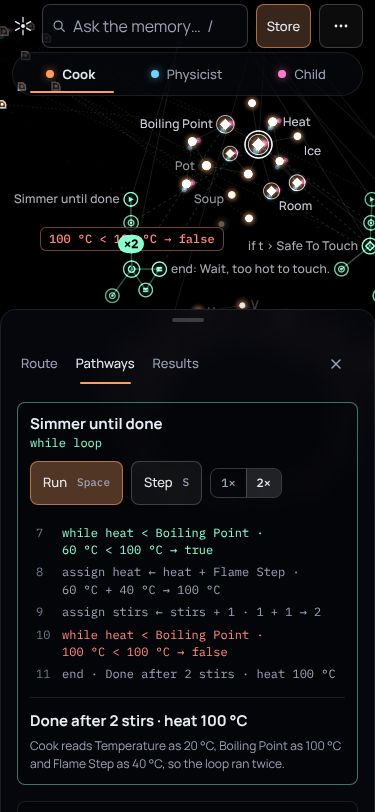 Ask the memory… /
Store
Cook
Physicist
Child
Boiling Point
Heat
Ice
Pot
Soup
Room
Simmer until done
×2
→ false
if t > Safe To Touch
end: Wait, too hot to touch.
Route
Pathways
Results
Simmer until done
while loop
Run Space
Step S
1×
2×
7 while heat < Boiling Point ·
60 °C < 100 °C → true
8 assign heat ← heat + Flame Step ·
60 °C + 40 °C → 100 °C
9 assign stirs ← stirs + 1 · 1 + 1 → 2
10 while heat < Boiling Point ·
100 °C < 100 °C → false
11 end · Done after 2 stirs · heat 100 °C
Done after 2 stirs · heat 100 °C
Cook reads Temperature as 20 °C, Boiling Point as 100 °C
and Flame Step as 40 °C, so the loop ran twice.